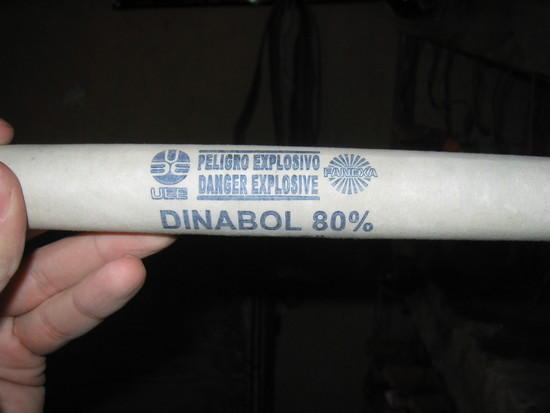 UEE
PELIGRO EXPLOSIVO
DANGER EXPLOSIVE
FANEXA
DINABOL 80%